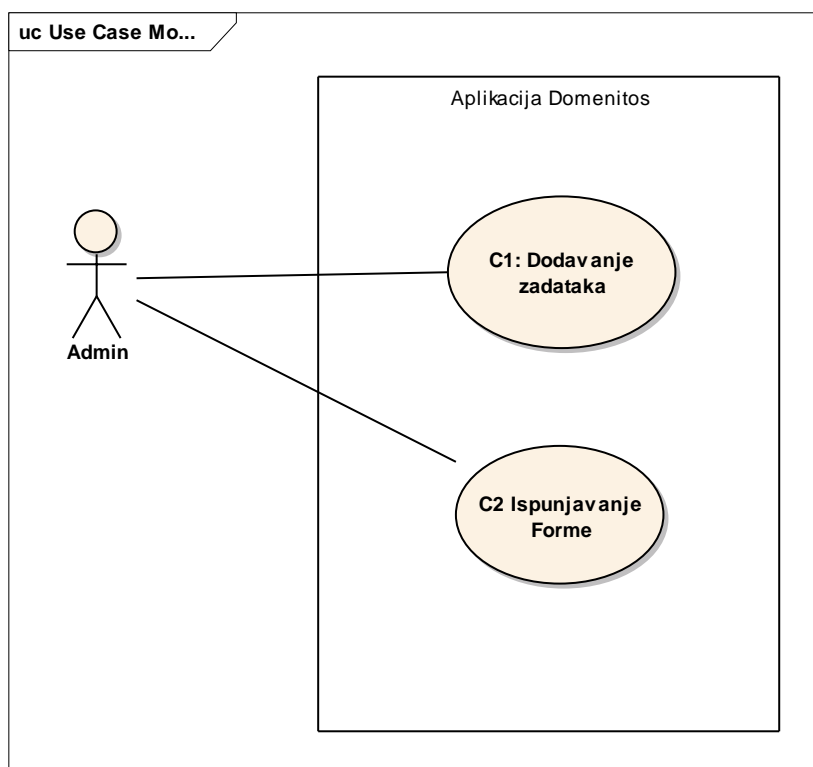 uc Use Case Mo...
Aplikacija Domenitos
C1: Dodavanje
zadataka
Admin
C2 Ispunjavanje
Forme